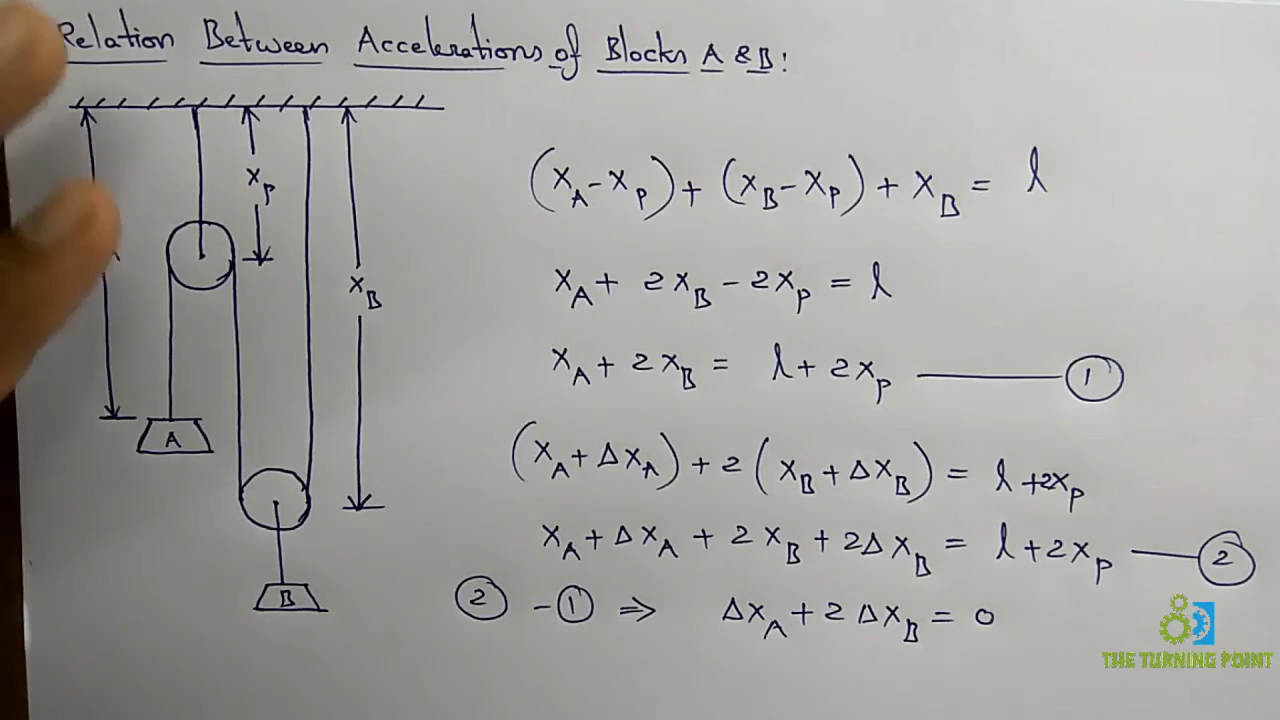 Relation Between Accelerations of Blocks A & B:
x_P
x_B
A
B
(x_A - x_P) + (x_B - x_P) + x_B = l
x_A + 2x_B - 2x_P = l
x_A + 2x_B = l + 2x_P —— ①
(x_A + Δx_A) + 2(x_B + Δx_B) = l + 2x_P
x_A + Δx_A + 2x_B + 2Δx_B = l + 2x_P —— ②
② - ① ⇒ Δx_A + 2Δx_B = 0
THE TURNING POINT